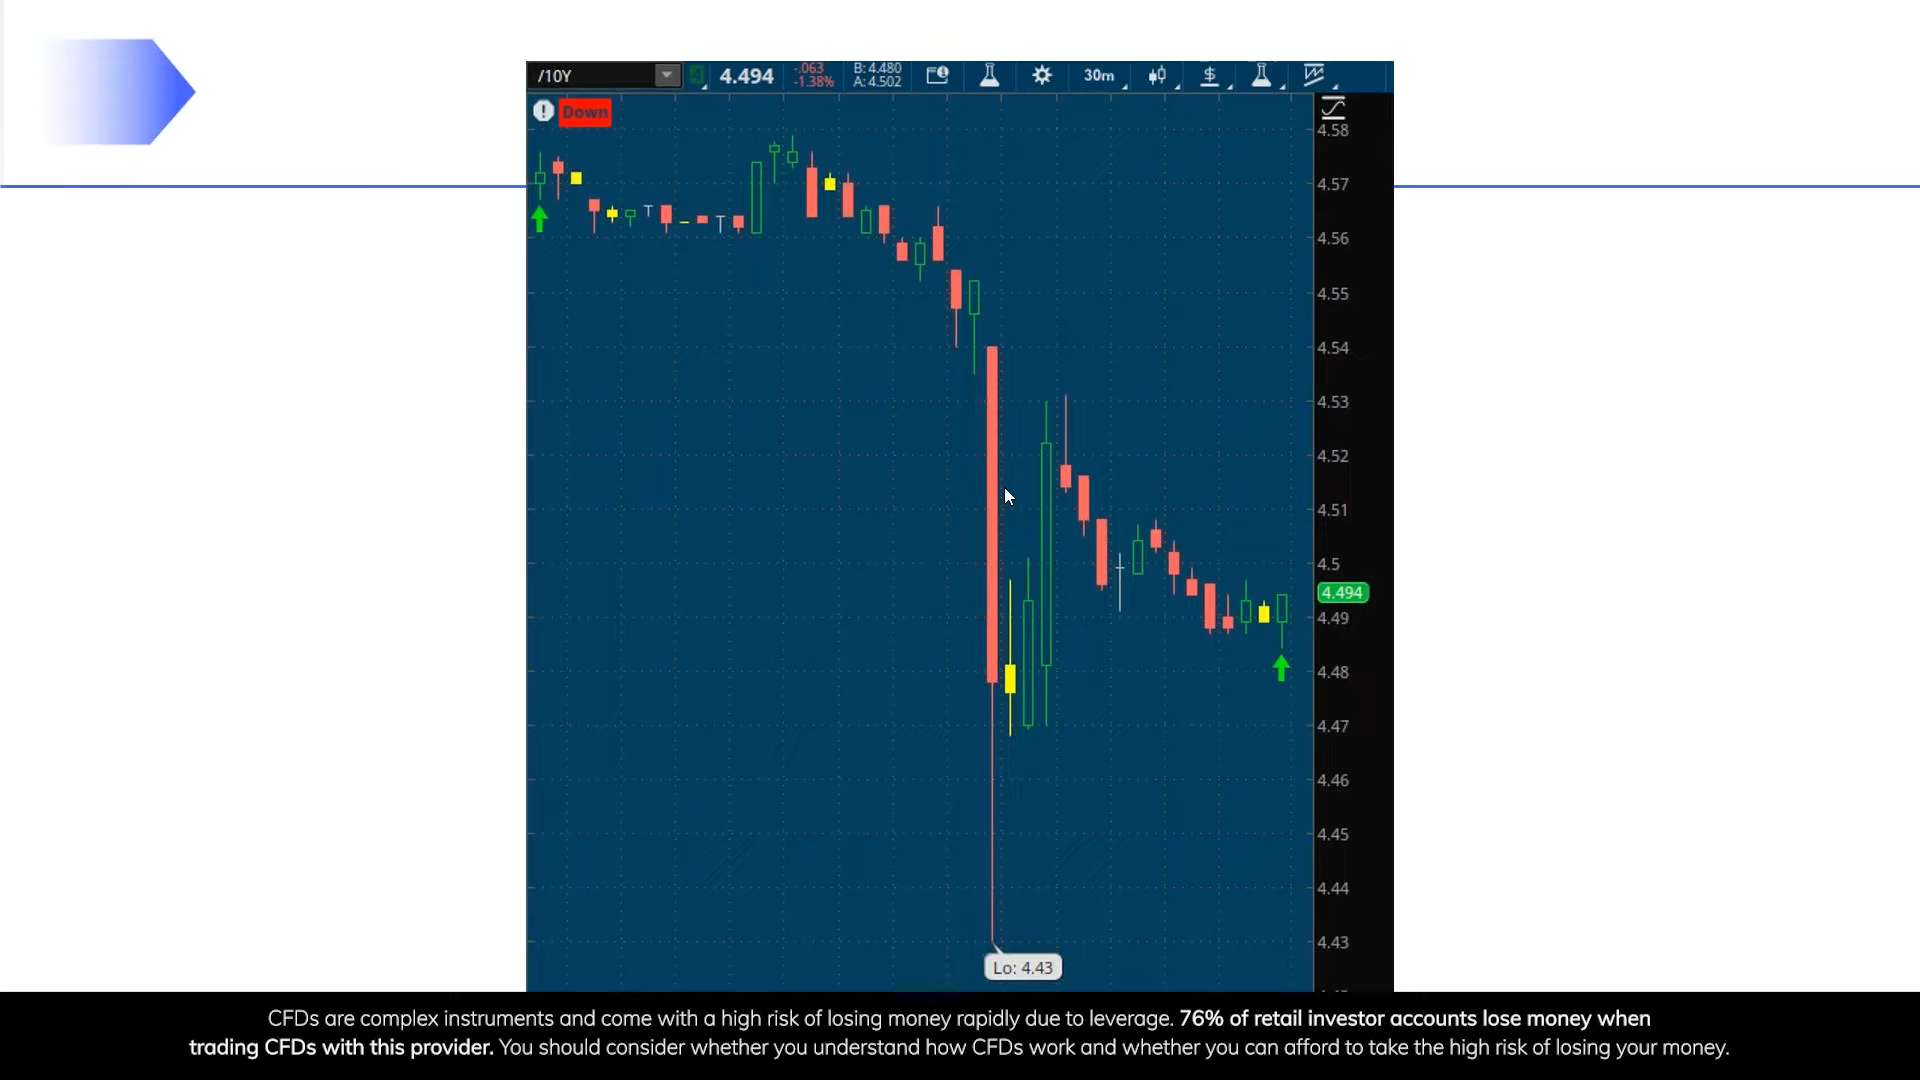 /10Y 4.494 -.063 B: 4.480 30m
-1.38% A: 4.502
Down
4.58
4.57
4.56
4.55
4.54
4.53
4.52
4.51
4.5
4.494
4.49
4.48
4.47
4.46
4.45
4.44
4.43
Lo: 4.43
CFDs are complex instruments and come with a high risk of losing money rapidly due to leverage. 76% of retail investor accounts lose money when
trading CFDs with this provider. You should consider whether you understand how CFDs work and whether you can afford to take the high risk of losing your money.